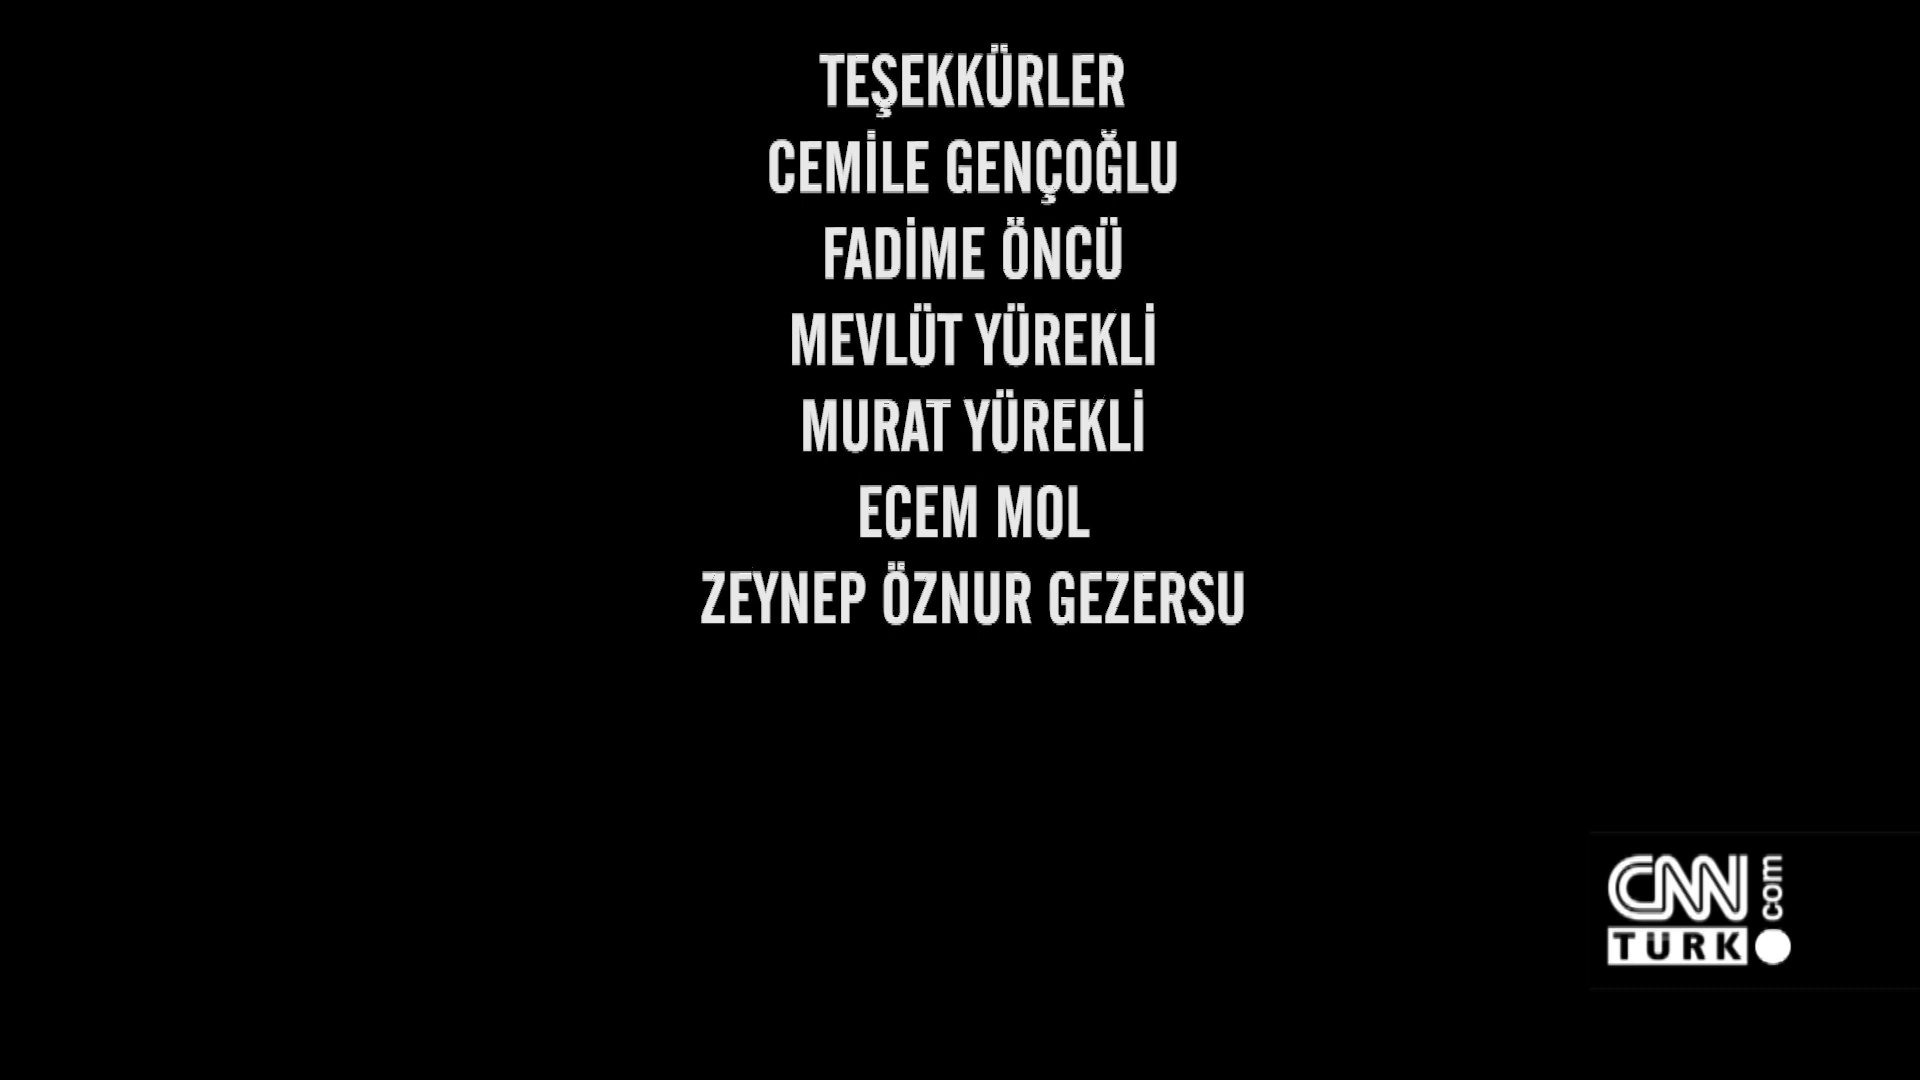 TEŞEKKÜRLER
CEMİLE GENÇOĞLU
FADİME ÖNCÜ
MEVLÜT YÜREKLİ
MURAT YÜREKLİ
ECEM MOL
ZEYNEP ÖZNUR GEZERSU
CNN
TÜRK
.com